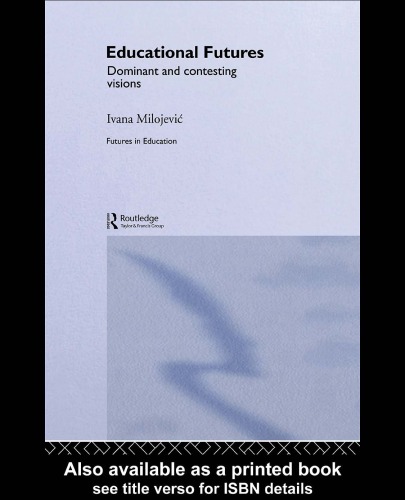 Educational Futures
Dominant and contesting
visions
Ivana Milojević
Futures in Education
Routledge
Taylor & Francis Group
Also available as a printed book
see title verso for ISBN details